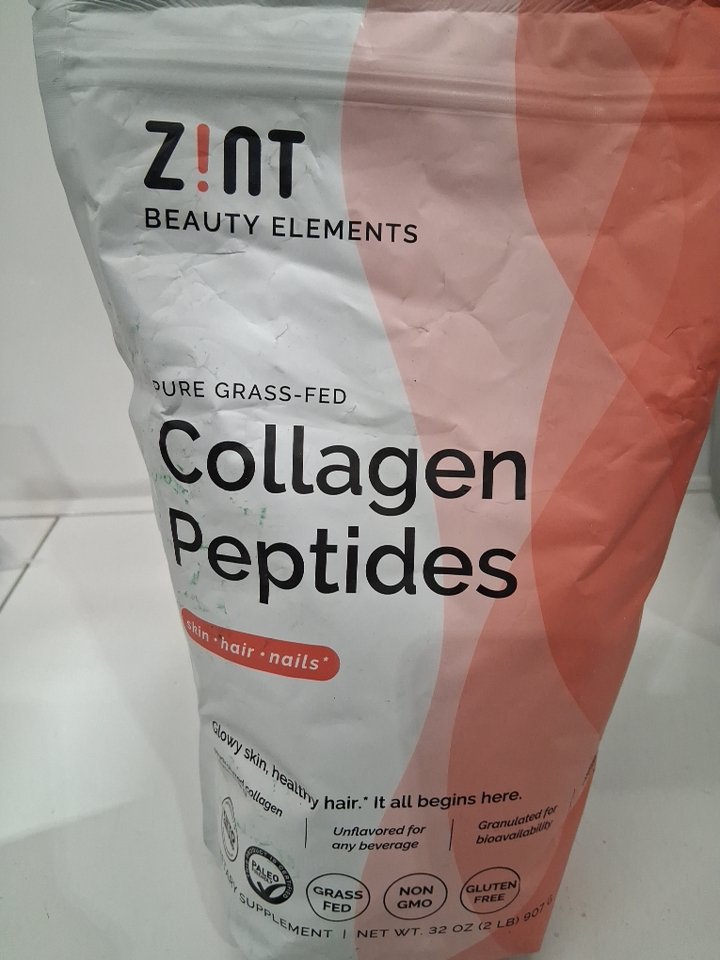 Z!NT
BEAUTY ELEMENTS
PURE GRASS-FED
Collagen
Peptides
skin · hair · nails*
Glowy skin, healthy hair.* It all begins here.
collagen
Unflavored for
any beverage
Granulated for
bioavailability
PALEO
GRASS
FED
NON
GMO
GLUTEN
FREE
SUPPLEMENT | NET WT. 32 OZ (2 LB) 907 G